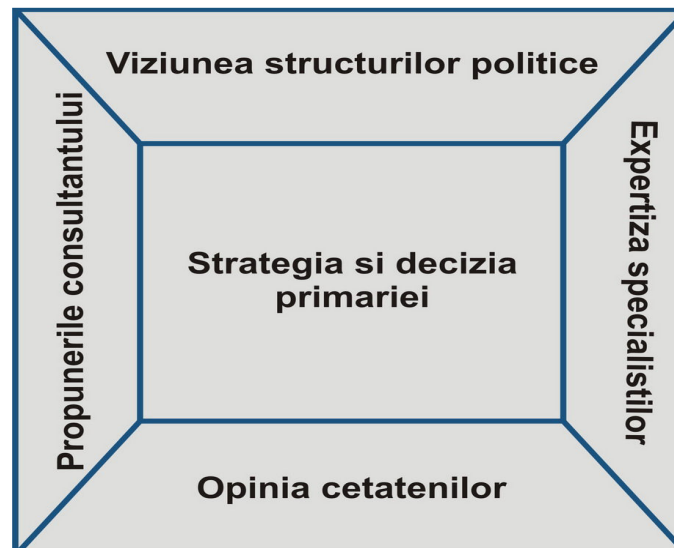 Viziunea structurilor politice
Propunerile consultantului
Strategia si decizia
primariei
Expertiza specialistilor
Opinia cetatenilor